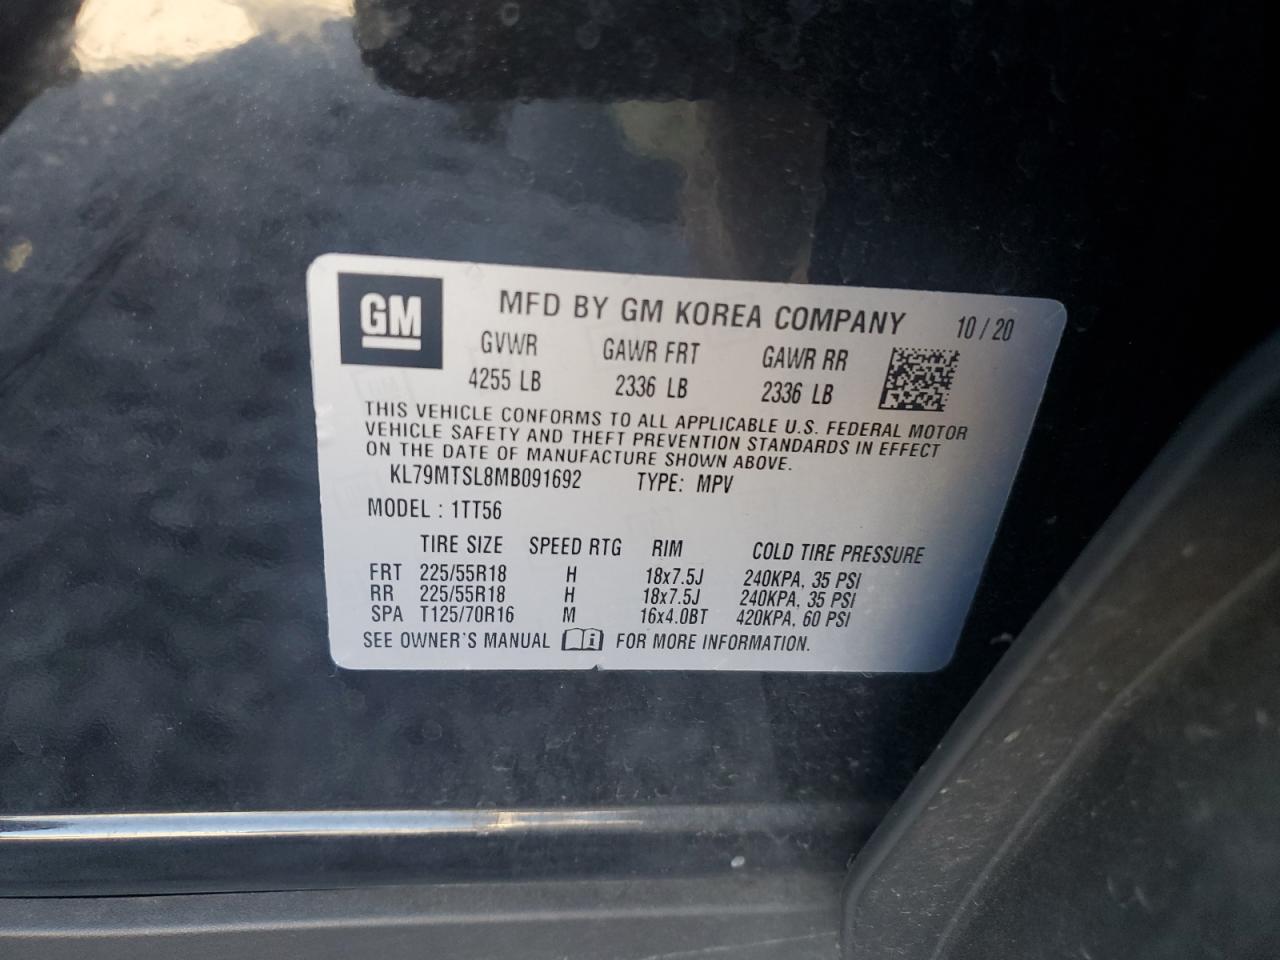 GM
MFD BY GM KOREA COMPANY 10/20
GVWR GAWR FRT GAWR RR
4255 LB 2336 LB 2336 LB
THIS VEHICLE CONFORMS TO ALL APPLICABLE U.S. FEDERAL MOTOR
VEHICLE SAFETY AND THEFT PREVENTION STANDARDS IN EFFECT
ON THE DATE OF MANUFACTURE SHOWN ABOVE.
KL79MTSL8MB091692 TYPE: MPV
MODEL : 1TT56
TIRE SIZE SPEED RTG RIM COLD TIRE PRESSURE
FRT 225/55R18 H 18x7.5J 240KPA, 35 PSI
RR 225/55R18 H 18x7.5J 240KPA, 35 PSI
SPA T125/70R16 M 16x4.0BT 420KPA, 60 PSI
SEE OWNER'S MANUAL i FOR MORE INFORMATION.